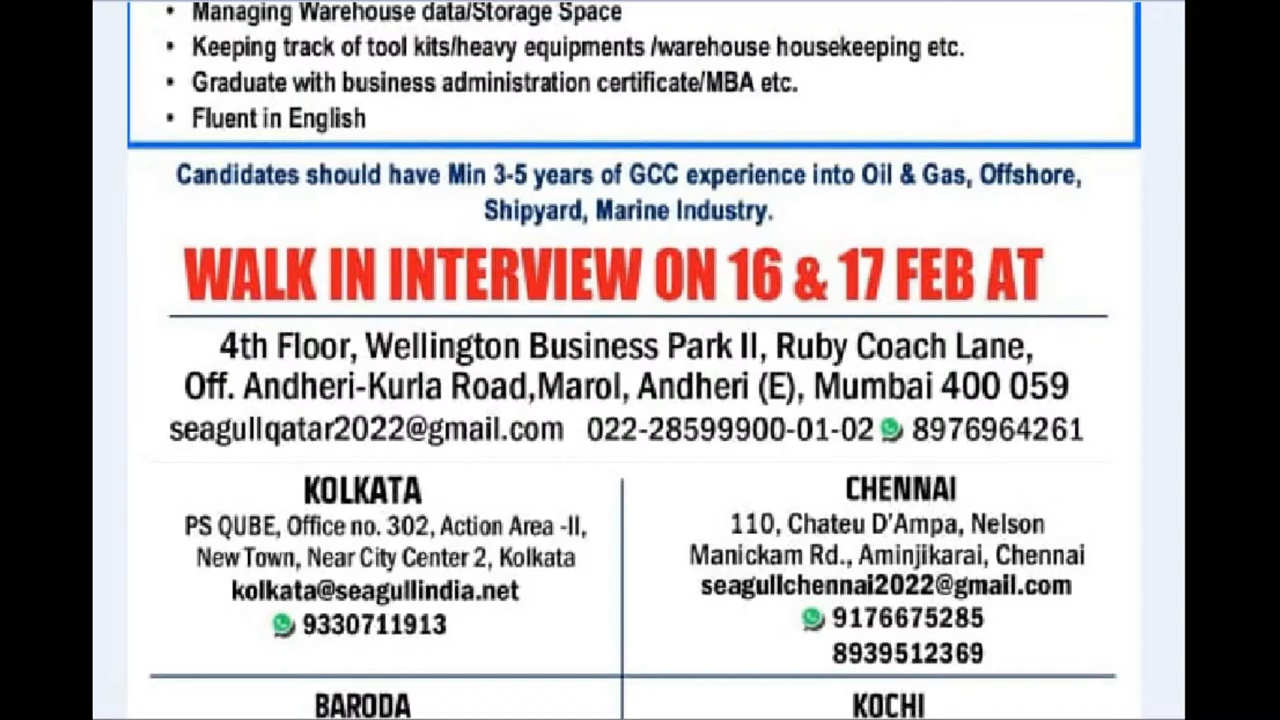 • Managing Warehouse data/Storage Space
• Keeping track of tool kits/heavy equipments /warehouse housekeeping etc.
• Graduate with business administration certificate/MBA etc.
• Fluent in English
Candidates should have Min 3-5 years of GCC experience into Oil & Gas, Offshore,
Shipyard, Marine Industry.
WALK IN INTERVIEW ON 16 & 17 FEB AT
4th Floor, Wellington Business Park II, Ruby Coach Lane,
Off. Andheri-Kurla Road,Marol, Andheri (E), Mumbai 400 059
seagullqatar2022@gmail.com 022-28599900-01-02 8976964261
KOLKATA
PS QUBE, Office no. 302, Action Area -II,
New Town, Near City Center 2, Kolkata
kolkata@seagullindia.net
9330711913
CHENNAI
110, Chateu D'Ampa, Nelson
Manickam Rd., Aminjikarai, Chennai
seagullchennai2022@gmail.com
9176675285
8939512369
BARODA
KOCHI